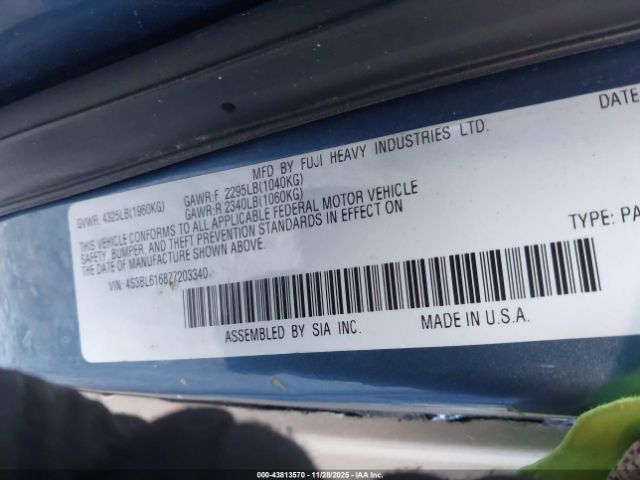 MFD BY FUJI HEAVY INDUSTRIES LTD.
DATE
GVWR: 4325LB(1960KG)
GAWR:F 2295LB(1040KG)
GAWR:R 2340LB(1060KG)
THIS VEHICLE CONFORMS TO ALL APPLICABLE FEDERAL MOTOR VEHICLE
SAFETY, BUMPER, AND THEFT PREVENTION STANDARDS IN EFFECT ON
THE DATE OF MANUFACTURE SHOWN ABOVE.
VIN: 4S3BL616877203340
TYPE: PA
ASSEMBLED BY SIA INC.
MADE IN U.S.A.
00-43813570 - 11/28/2025 - IAA Inc.